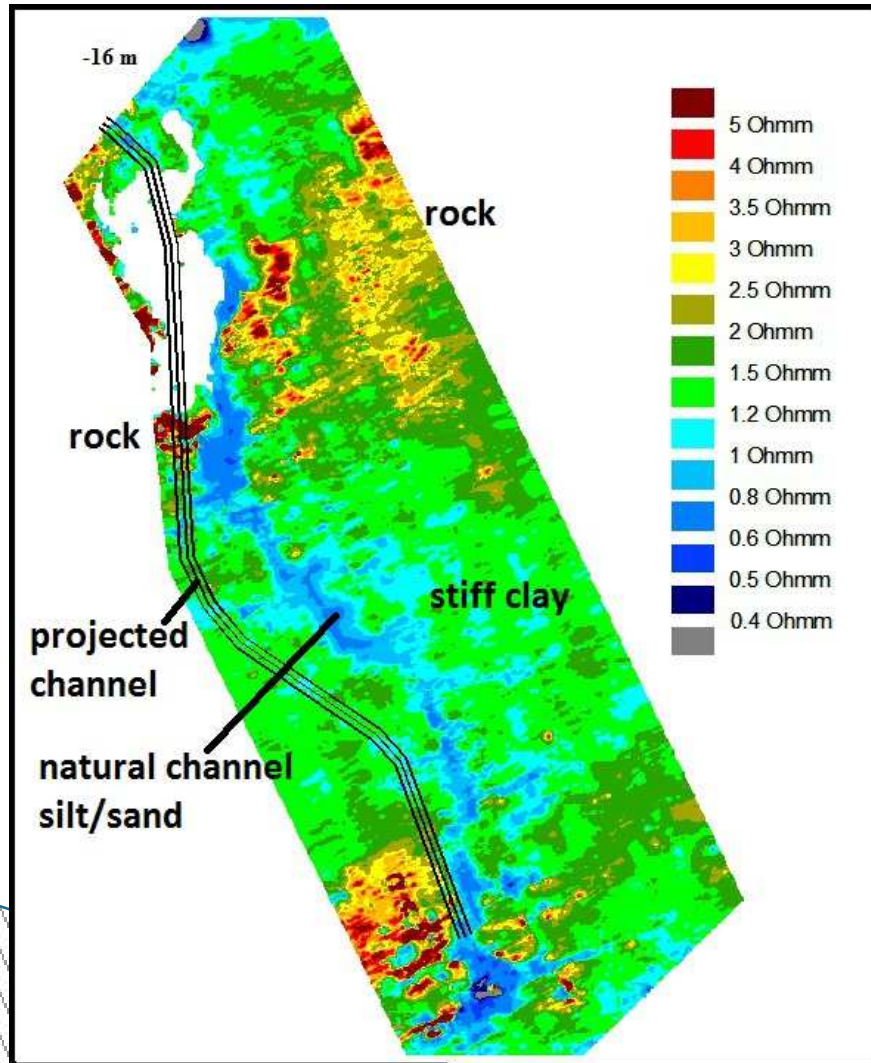 -16 m
rock
rock
stiff clay
projected
channel
natural channel
silt/sand
5 Ohmm
4 Ohmm
3.5 Ohmm
3 Ohmm
2.5 Ohmm
2 Ohmm
1.5 Ohmm
1.2 Ohmm
1 Ohmm
0.8 Ohmm
0.6 Ohmm
0.5 Ohmm
0.4 Ohmm